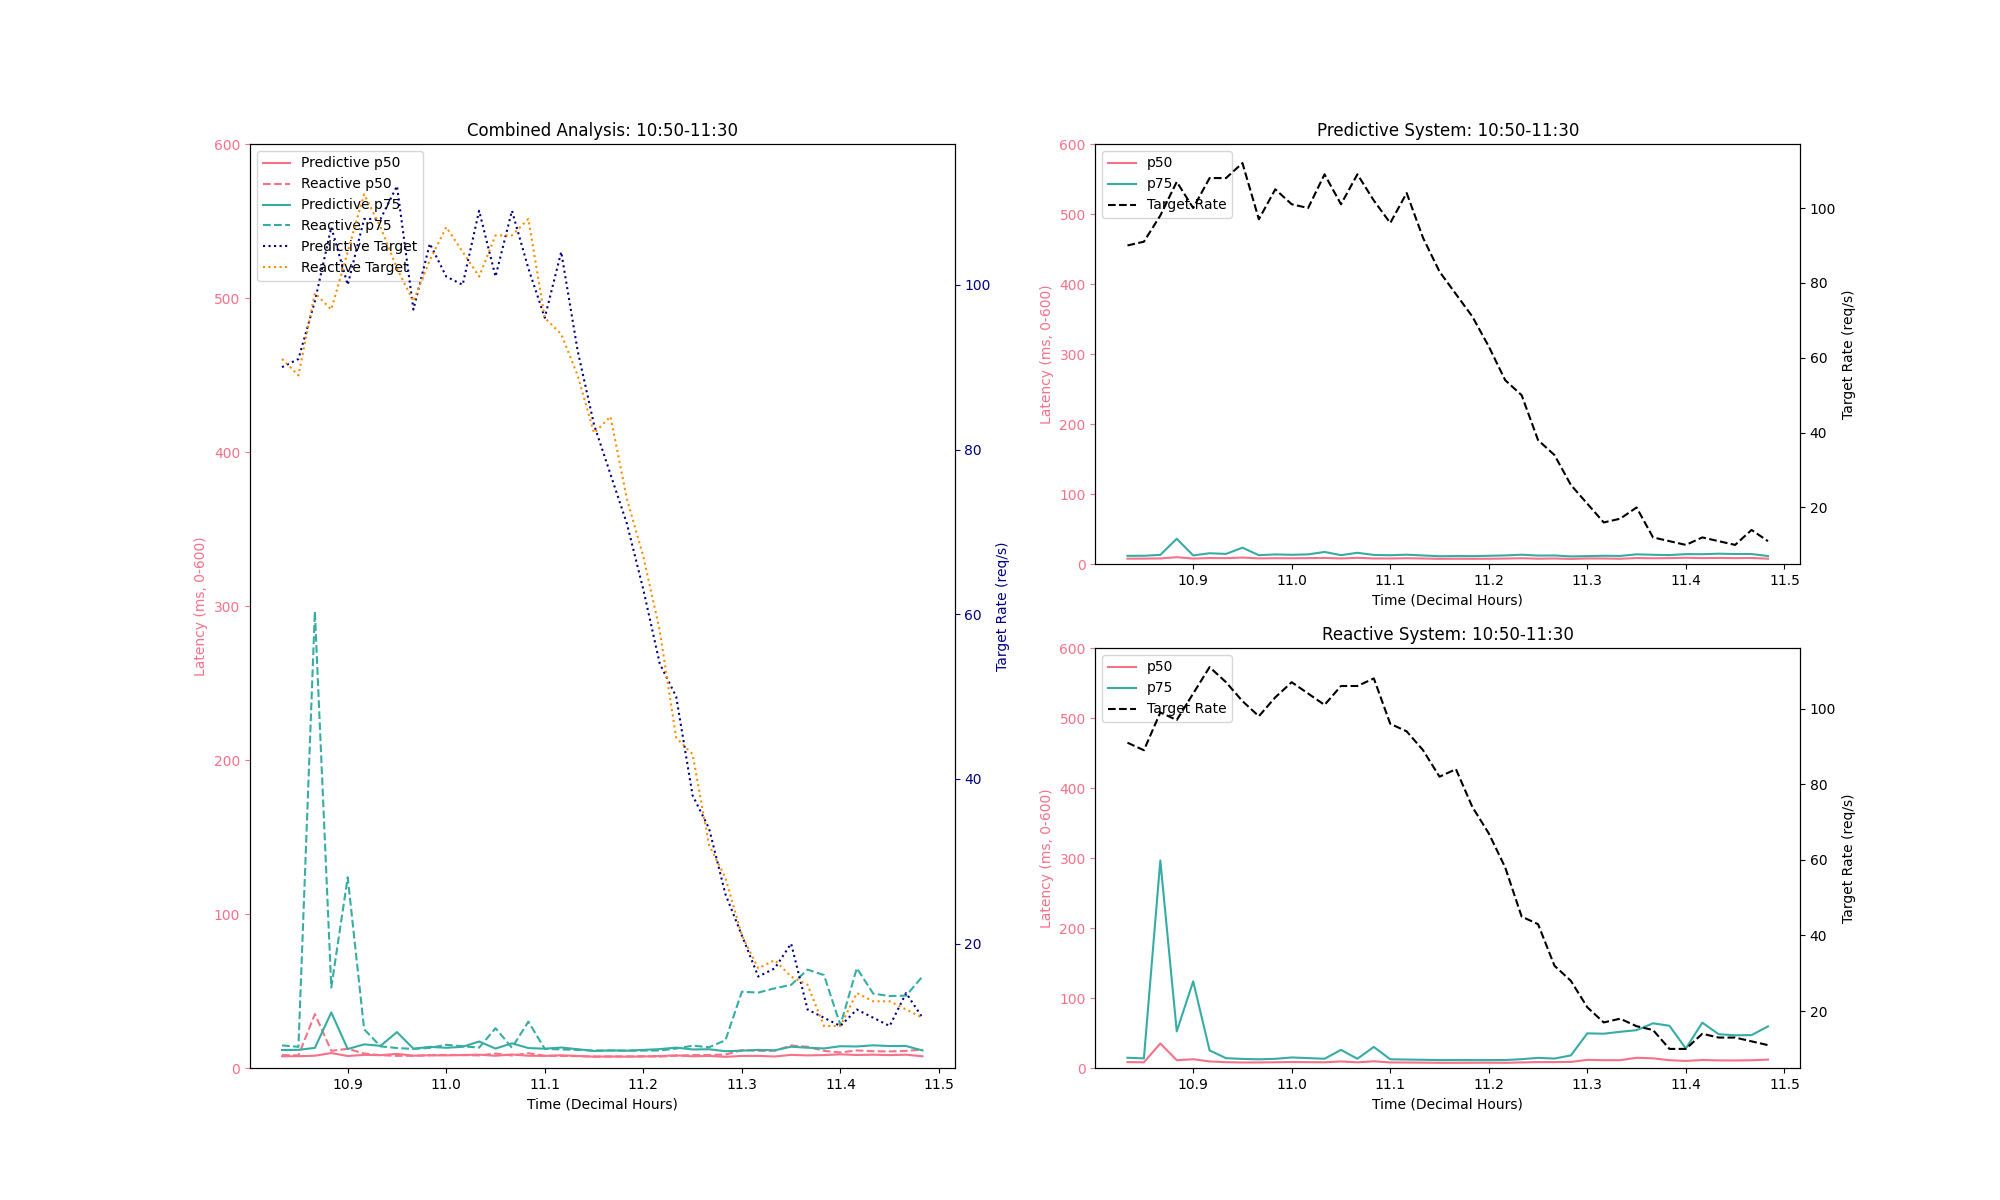 Combined Analysis: 10:50-11:30
600
500
400
300
200
100
0
Latency (ms, 0-600)
Predictive p50
Reactive p50
Predictive p75
Reactive p75
Predictive Target
Reactive Target
100
80
60
40
20
Target Rate (req/s)
10.9 11.0 11.1 11.2 11.3 11.4 11.5
Time (Decimal Hours)
Predictive System: 10:50-11:30
600
500
400
300
200
100
0
Latency (ms, 0-600)
p50
p75
Target Rate
100
80
60
40
20
Target Rate (req/s)
10.9 11.0 11.1 11.2 11.3 11.4 11.5
Time (Decimal Hours)
Reactive System: 10:50-11:30
600
500
400
300
200
100
0
Latency (ms, 0-600)
p50
p75
Target Rate
100
80
60
40
20
Target Rate (req/s)
10.9 11.0 11.1 11.2 11.3 11.4 11.5
Time (Decimal Hours)